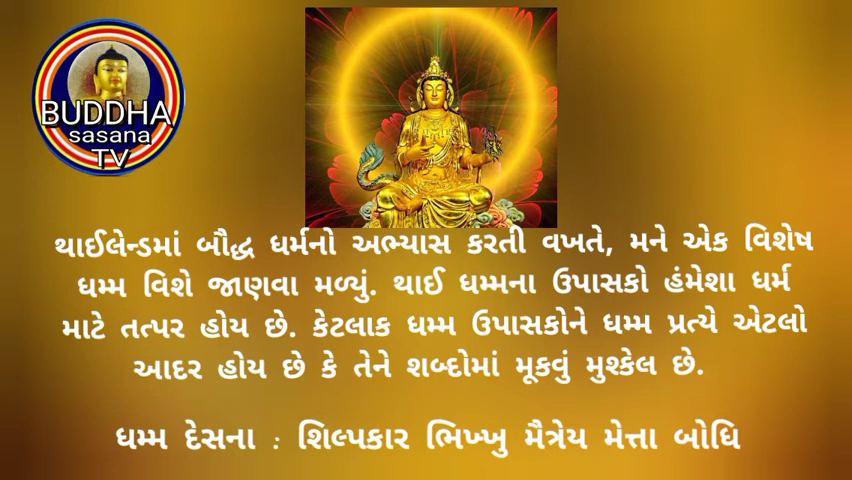 BUDDHA
sasana
TV
થાઈલેન્ડમાં બૌદ્ધ ધર્મનો અભ્યાસ કરતી વખતે, મને એક વિશેષ
ધમ્મ વિશે જાણવા મળ્યું. થાઈ ધમ્મના ઉપાસકો હંમેશા ધર્મ
માટે તત્પર હોય છે. કેટલાક ધમ્મ ઉપાસકોને ધમ્મ પ્રત્યે એટલો
આદર હોય છે કે તેને શબ્દોમાં મૂકવું મુશ્કેલ છે.
ધમ્મ દેસના : શિલ્પકાર ભિખ્ખુ મૈત્રેય મેત્તા બોધિ